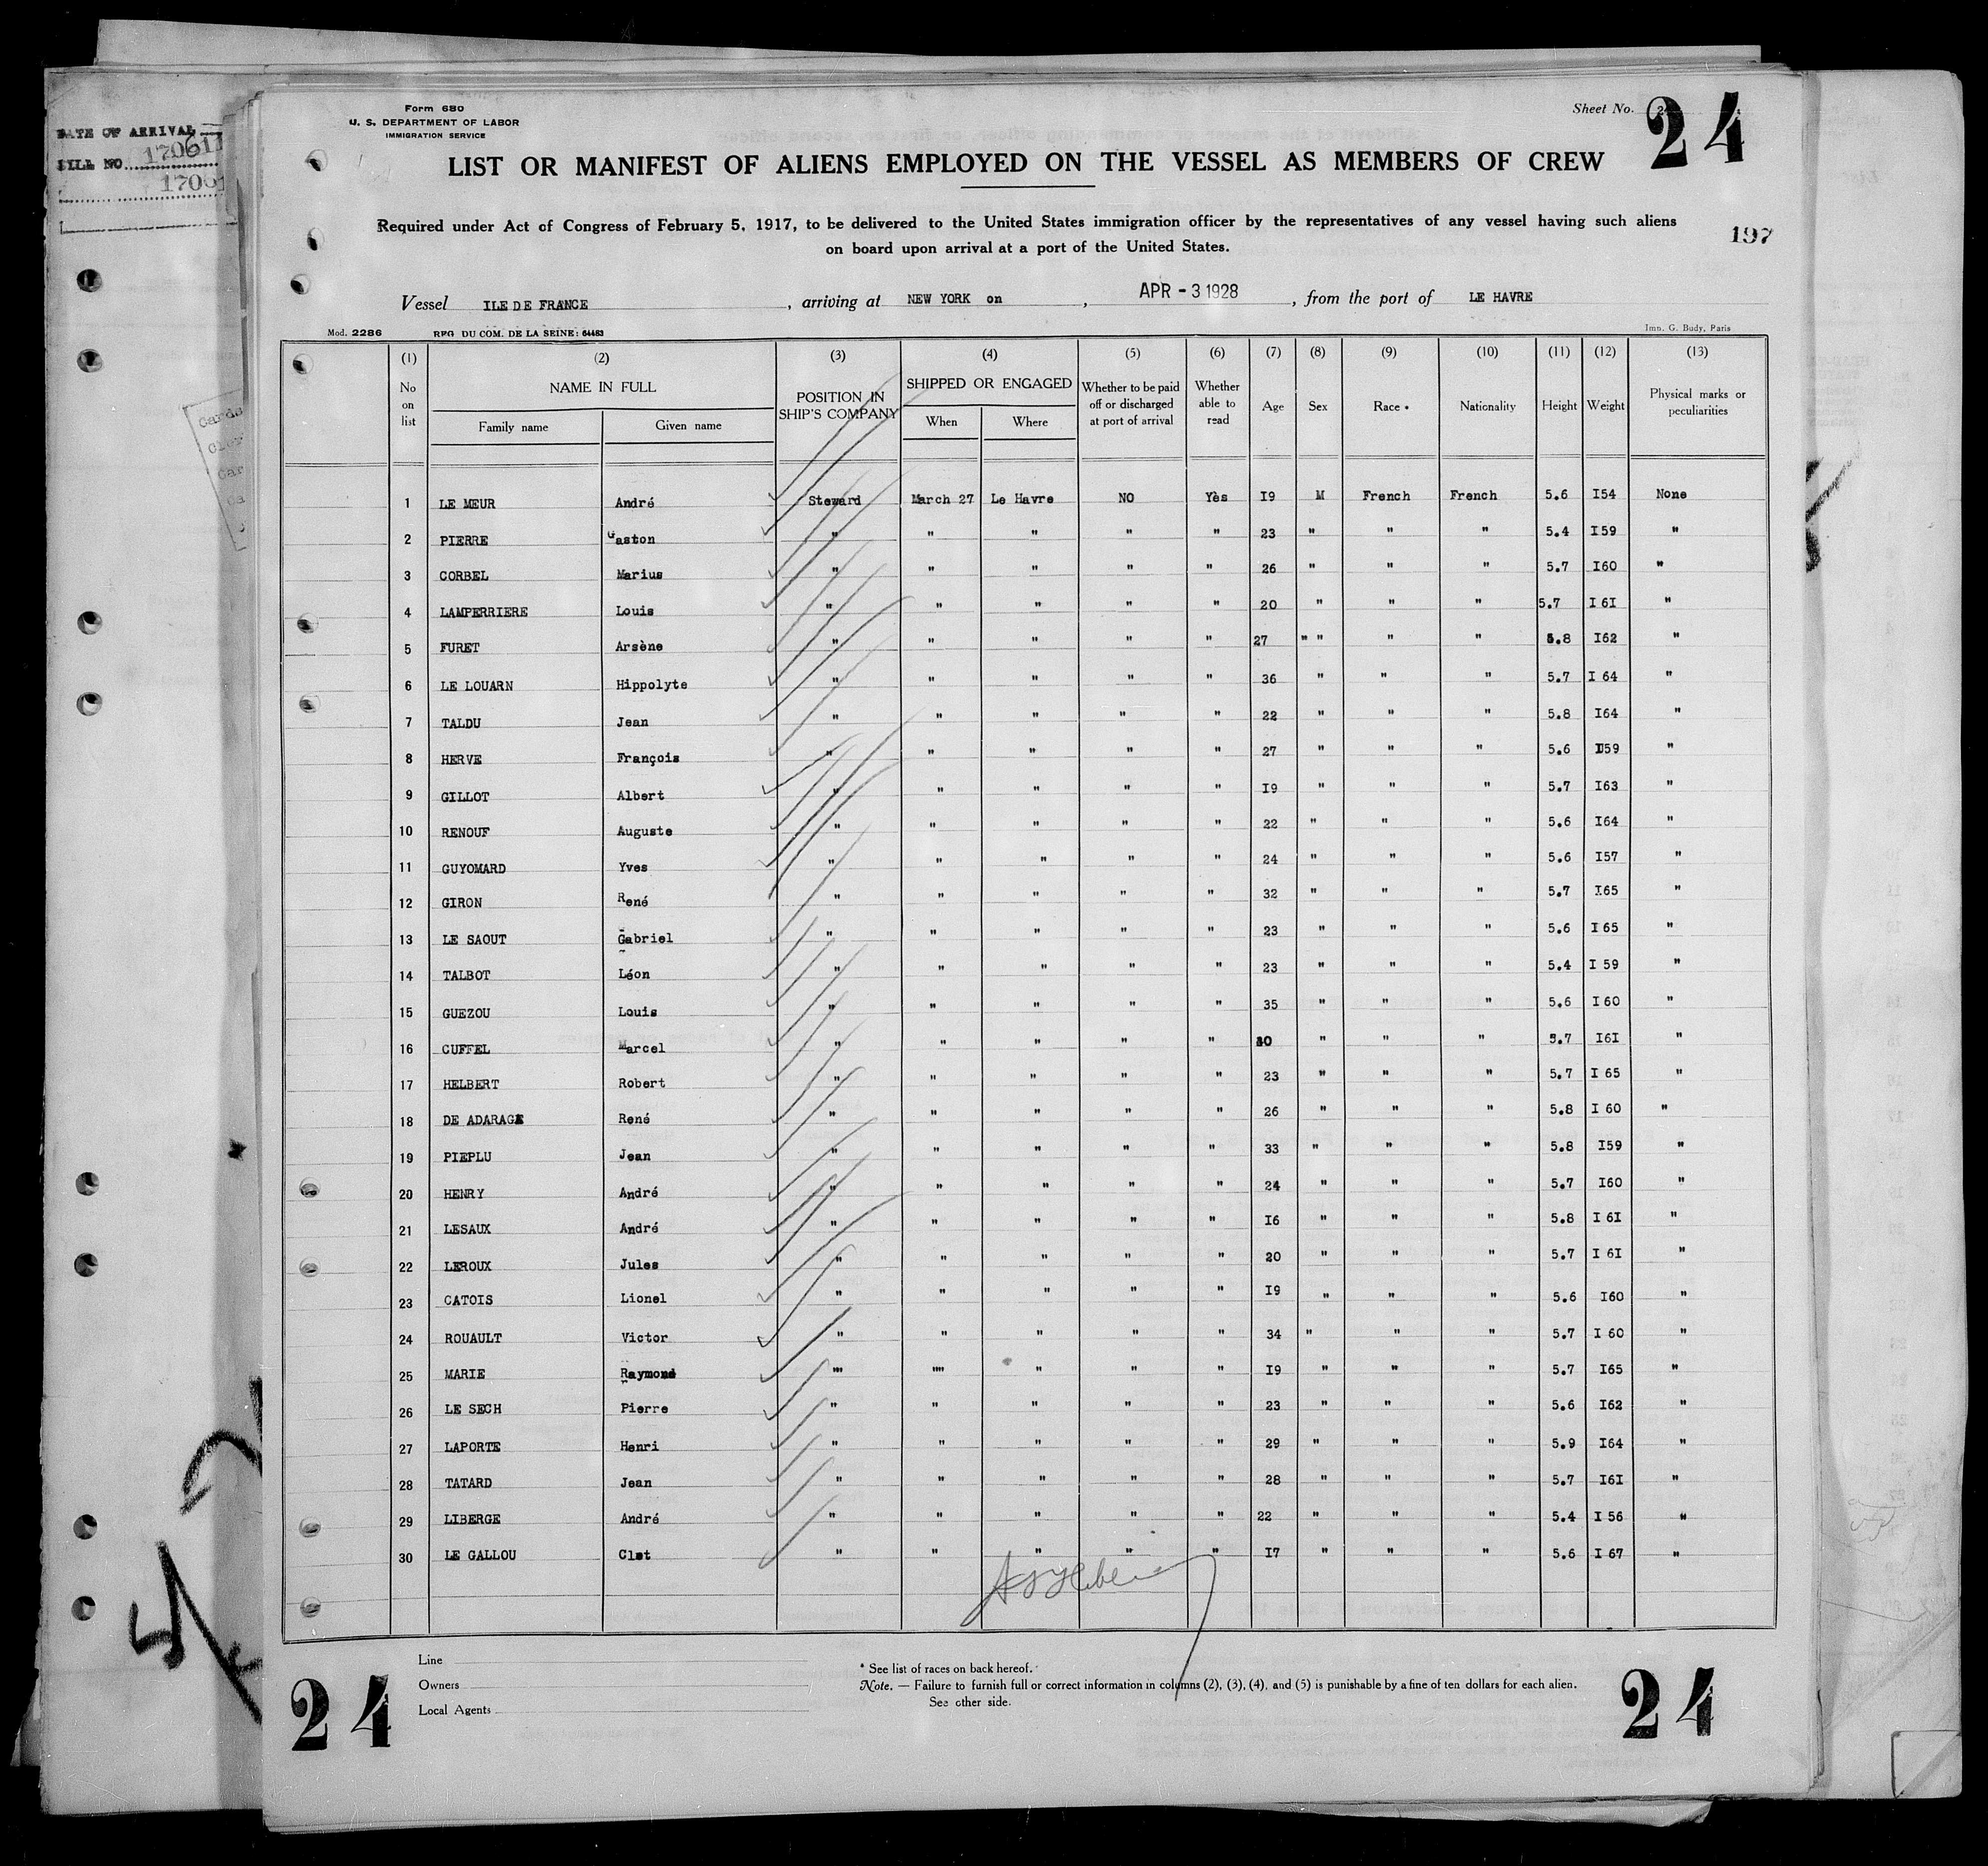 DATE OF ARRIVAL
BILL NO. 170611
Form 680
U. S. DEPARTMENT OF LABOR
IMMIGRATION SERVICE
Sheet No.
24
LIST OR MANIFEST OF ALIENS EMPLOYED ON THE VESSEL AS MEMBERS OF CREW
Required under Act of Congress of February 5, 1917, to be delivered to the United States immigration officer by the representatives of any vessel having such aliens
on board upon arrival at a port of the United States.
197
Vessel ILE DE FRANCE, arriving at NEW YORK on, APR - 3 1928, from the port of LE HAVRE
Mod. 2286 REG DU COM. DE LA SEINE: 64483 Imp. G. Budy, Paris
(1) (2) (3) (4) (5) (6) (7) (8) (9) (10) (11) (12) (13)
No on list NAME IN FULL Family name Given name POSITION IN SHIP'S COMPANY SHIPPED OR ENGAGED When Where Whether to be paid off or discharged at port of arrival Whether able to read Age Sex Race * Nationality Height Weight Physical marks or peculiarities
1 LE MEUR André Steward March 27 Le Havre NO Yès I9 M French French 5.6 I54 None
2 PIERRE Gaston " " " " " 23 " " " 5.4 I59 "
3 CORBEL Marius " " " " " 26 " " " 5.7 I60 "
4 LAMPERRIERE Louis " " " " " 20 " " " 5.7 I6I "
5 FURET Arsène " " " " " 27 " " " " 5.8 I62 "
6 LE LOUARN Hippolyte " " " " " 36 " " " 5.7 I 64 "
7 TALDU Jean " " " " " 22 " " " 5.8 I64 "
8 HERVE François " " " " " 27 " " " 5.6 I59 "
9 GILLOT Albert " " " " " I9 " " " 5.7 I63 "
10 RENOUF Auguste " " " " " 22 " " " 5.6 I64 "
11 GUYOMARD Yves " " " " " 24 " " " 5.6 I57 "
12 GIRON René " " " " " 32 " " " 5.7 I65 "
13 LE SAOUT Gabriel " " " " " 23 " " " 5.6 I 65 "
14 TALBOT Léon " " " " " 23 " " " 5.4 I 59 "
15 GUEZOU Louis " " " " " 35 " " " 5.6 I 60 "
16 CUFFEL Marcel " " " " " 30 " " " 5.7 I6I "
17 HELBERT Robert " " " " " 23 " " " 5.7 I 65 "
18 DE ADARAGE René " " " " " 26 " " " 5.8 I 60 "
19 PIEPLU Jean " " " " " 33 " " " 5.8 I59 "
20 HENRY André " " " " " 24 " " " 5.7 I60 "
21 LESAUX André " " " " " I6 " " " 5.8 I 6I "
22 LEROUX Jules " " " " " 20 " " " 5.7 I 6I "
23 CATOIS Lionel " " " " " I9 " " " 5.6 I60 "
24 ROUAULT Victor " " " " " 34 " " " 5.7 I 60 "
25 MARIE Raymond "" "" " " " I9 " " " 5.7 I65 "
26 LE SECH Pierre " " " " " 23 " " " 5.6 I62 "
27 LAPORTE Henri " " " " " 29 " " " 5.9 I64 "
28 TATARD Jean " " " " " 28 " " " 5.7 I6I "
29 LIBERGE André " " " " " 22 " " " 5.4 I 56 "
30 LE GALLOU Clet " " " " " I7 " " " 5.6 I 67 "
Line
Owners
Local Agents
* See list of races on back hereof.
Note. — Failure to furnish full or correct information in columns (2), (3), (4), and (5) is punishable by a fine of ten dollars for each alien.
See other side.
24
24